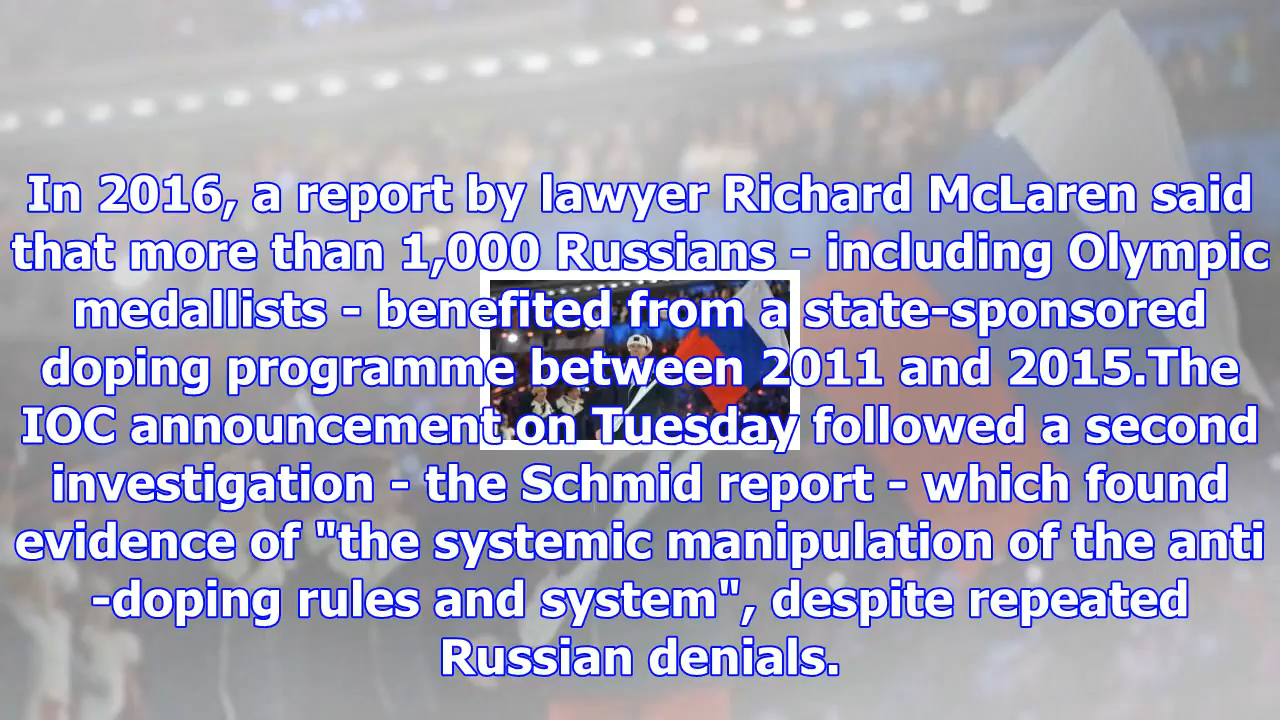 In 2016, a report by lawyer Richard McLaren said
that more than 1,000 Russians - including Olympic
medallists - benefited from a state-sponsored
doping programme between 2011 and 2015.The
IOC announcement on Tuesday followed a second
investigation - the Schmid report - which found
evidence of "the systemic manipulation of the anti
-doping rules and system", despite repeated
Russian denials.